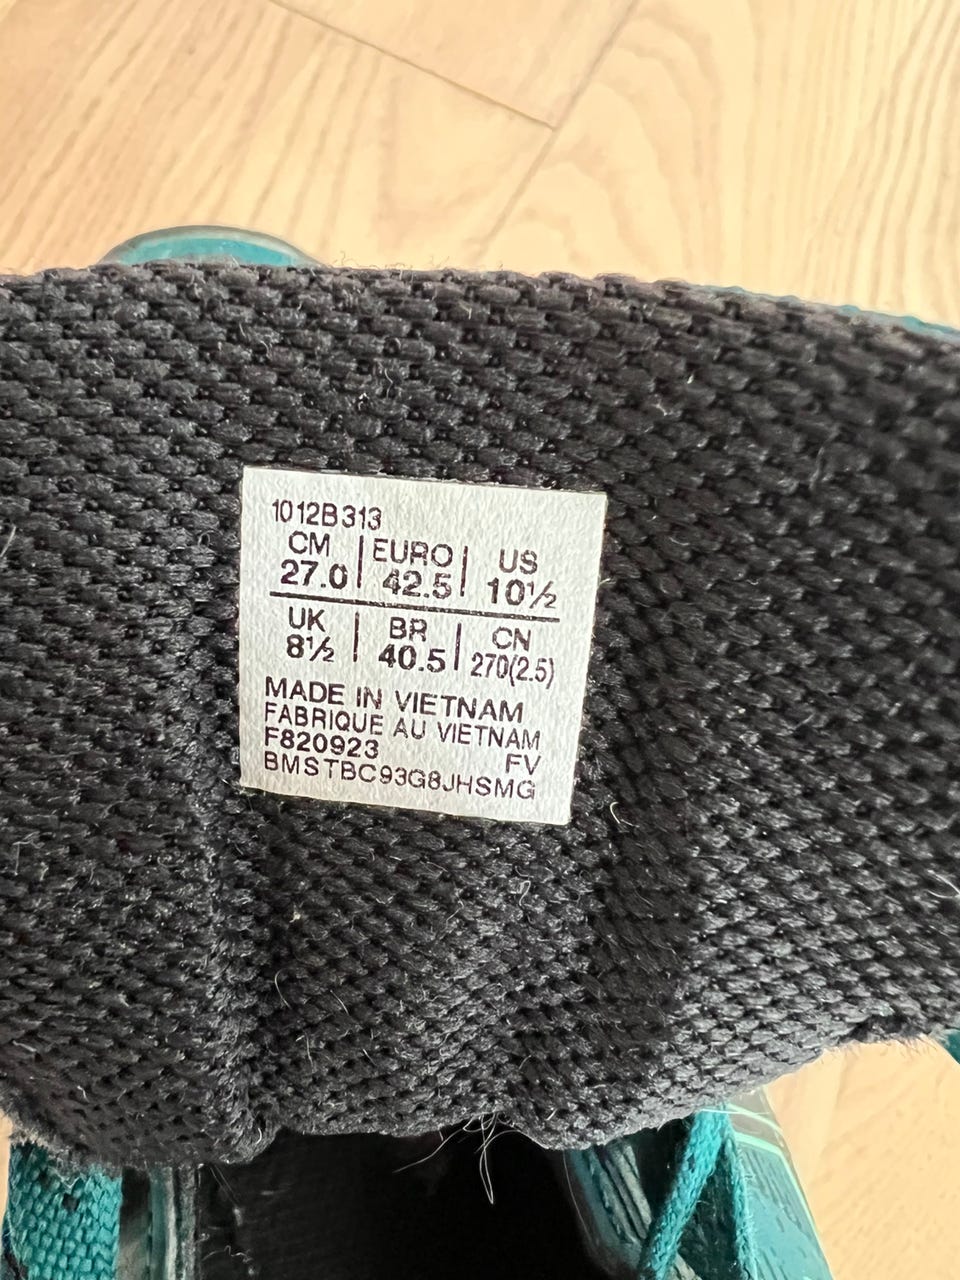 1012B313
CM | EURO | US
27.0 | 42.5 | 10½
UK | BR | CN
8½ | 40.5 | 270(2.5)
MADE IN VIETNAM
FABRIQUE AU VIETNAM
F820923 FV
BMSTBC93G8JHSMG